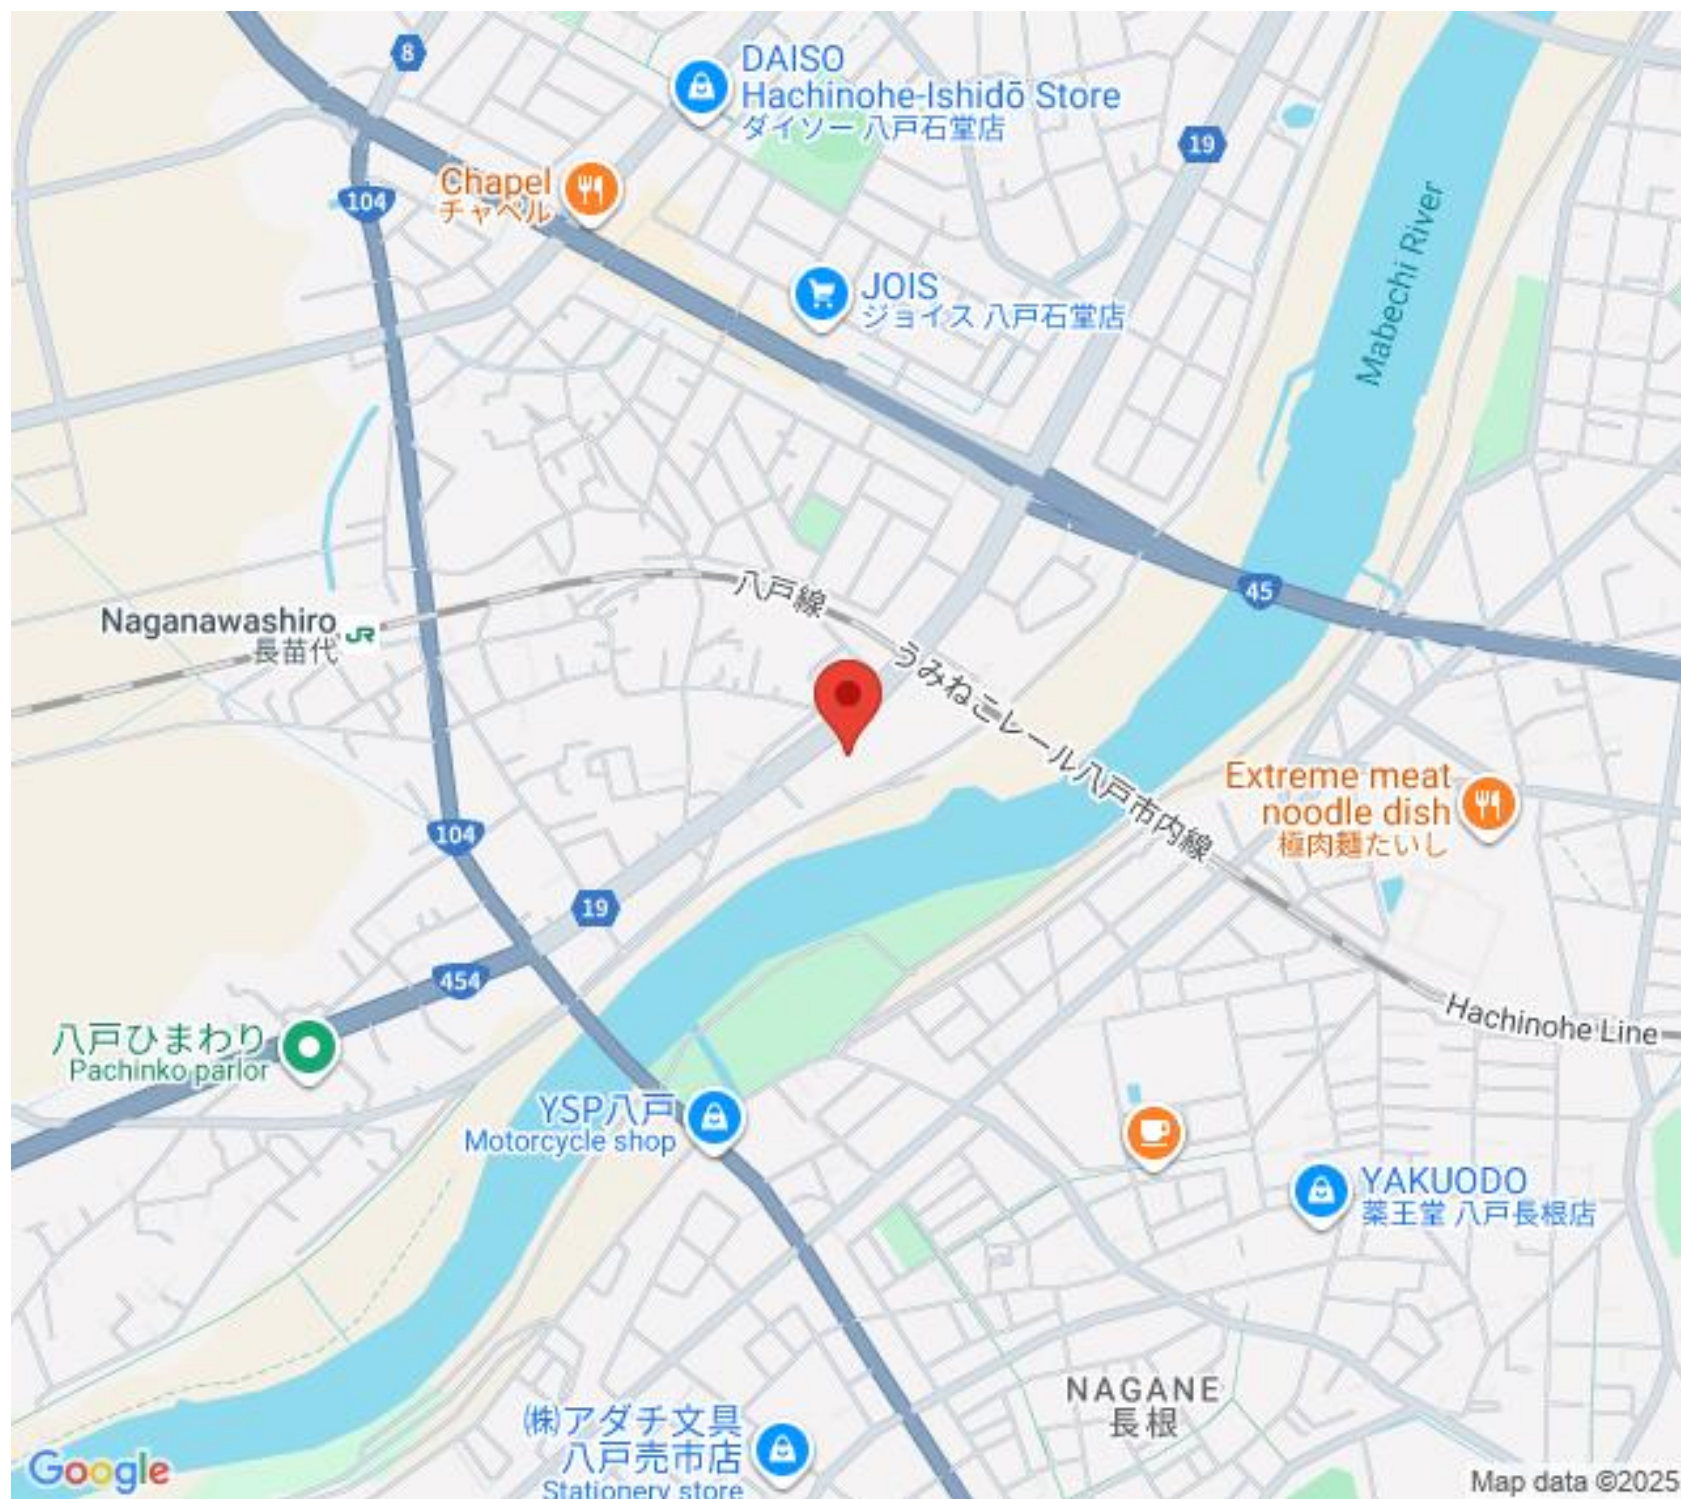 8
DAISO
Hachinohe-Ishidō Store
ダイソー 八戸石堂店
19
Chapel
チャペル
104
Mabechi River
JOIS
ジョイス 八戸石堂店
45
八戸線
Naganawashiro
JR
長苗代
うみねこレール八戸市内線
Extreme meat
noodle dish
極肉麺たいし
104
19
454
Hachinohe Line
八戸ひまわり
Pachinko parlor
YSP八戸
Motorcycle shop
YAKUODO
薬王堂 八戸長根店
NAGANE
長根
㈱アダチ文具
八戸売市店
Stationery store
Google
Map data ©2025